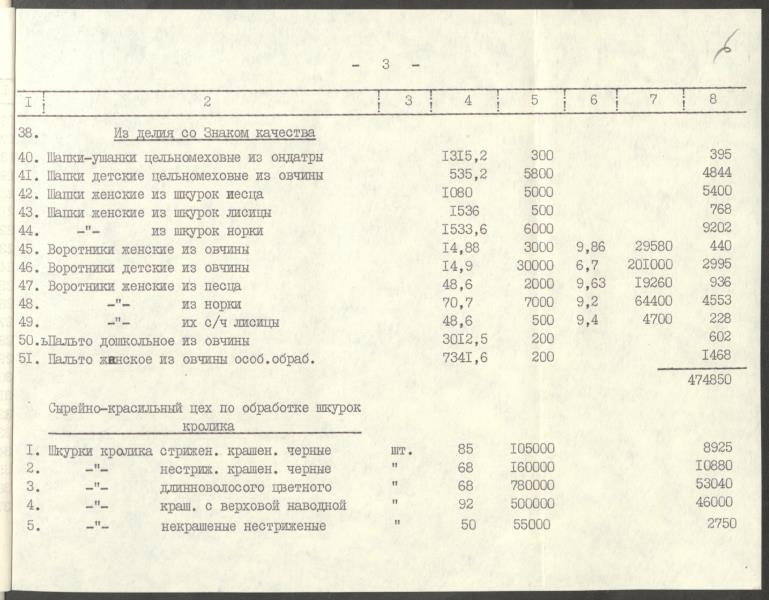 6
- 3 -
I 2 3 4 5 6 7 8
38. Из делия со Знаком качества
40. Шапки-ушанки цельномеховые из ондатры I3I5,2 300 395
4I. Шапки детские цельномеховые из овчины 535,2 5800 4844
42. Шапки женские из шкурок песца I080 5000 5400
43. Шапки женские из шкурок лисицы I536 500 768
44. -"- из шкурок норки I533,6 6000 9202
45. Воротники женские из овчины I4,88 3000 9,86 29580 440
46. Воротники детские из овчины I4,9 30000 6,7 20I000 2995
47. Воротники женские из песца 48,6 2000 9,63 I9260 936
48. -"- из норки 70,7 7000 9,2 64400 4553
49. -"- их с/ч лисицы 48,6 500 9,4 4700 228
50.ьПальто дошкольное из овчины 30I2,5 200 602
5I. Пальто женское из овчины особ.обраб. 734I,6 200 I468
474850
Сырейно-красильный цех по обработке шкурок
кролика
I. Шкурки кролика стрижен. крашен. черные шт. 85 I05000 8925
2. -"- нестриж. крашен. черные " 68 I60000 I0880
3. -"- длинноволосого цветного " 68 780000 53040
4. -"- краш. с верховой наводной " 92 500000 46000
5. -"- некрашеные нестриженые " 50 55000 2750